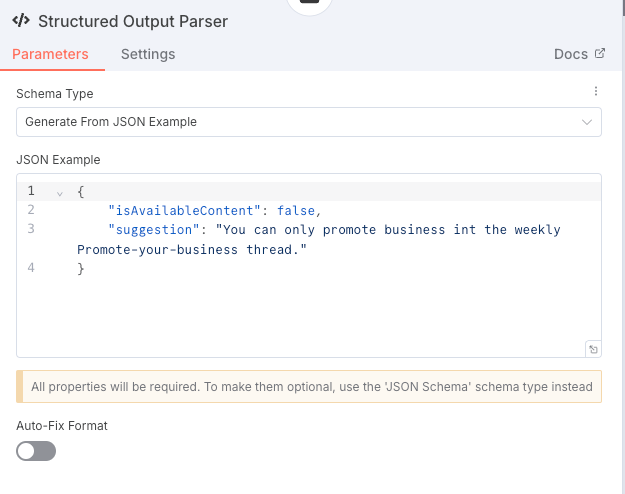 </> Structured Output Parser
Parameters Settings Docs
Schema Type
Generate From JSON Example
JSON Example
1 {
2 "isAvailableContent": false,
3 "suggestion": "You can only promote business int the weekly
Promote-your-business thread."
4 }
All properties will be required. To make them optional, use the 'JSON Schema' schema type instead
Auto-Fix Format